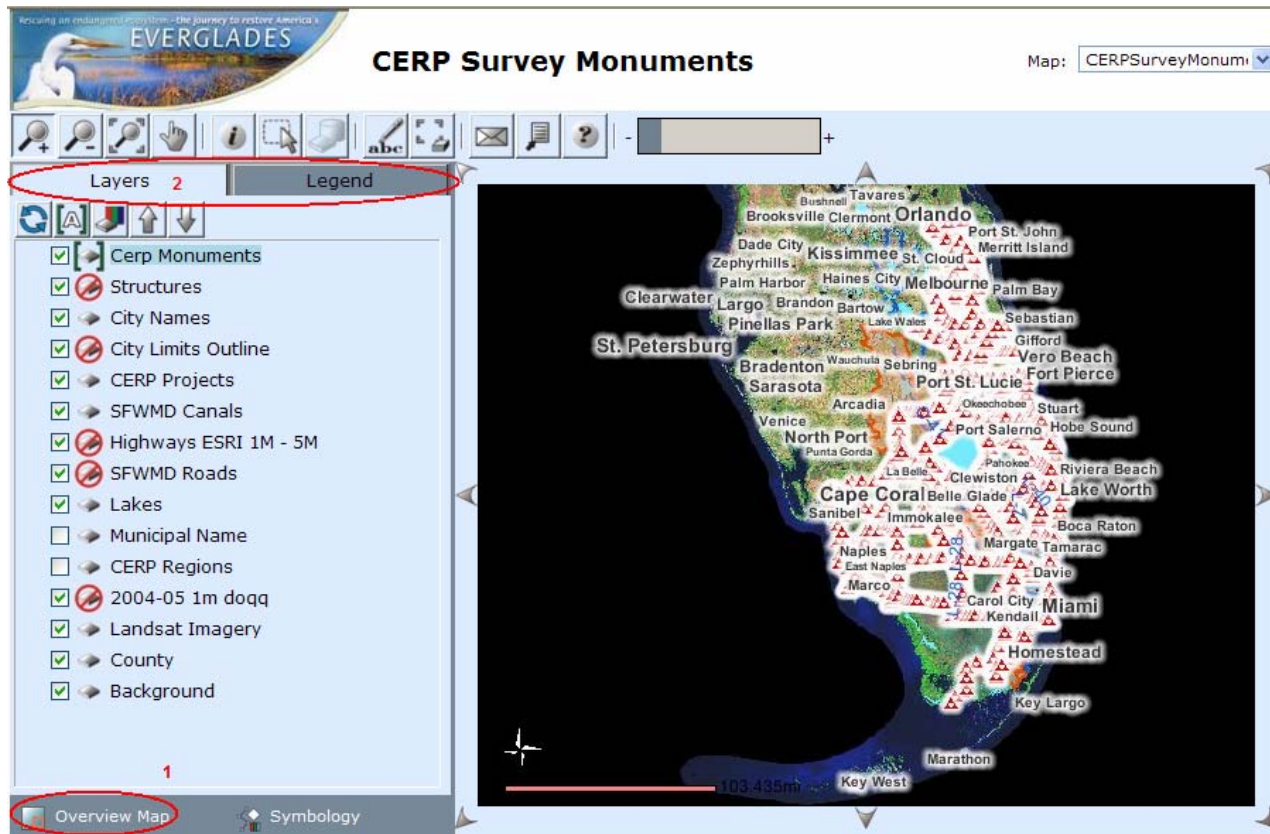 Rescuing an endangered ecosystem - the journey to restore America's
EVERGLADES
CERP Survey Monuments
Map: CERPSurveyMonum
abc
i
?
- +
Layers 2 Legend
[A]
Cerp Monuments
Structures
City Names
City Limits Outline
CERP Projects
SFWMD Canals
Highways ESRI 1M - 5M
SFWMD Roads
Lakes
Municipal Name
CERP Regions
2004-05 1m doqq
Landsat Imagery
County
Background
1
Overview Map
Symbology
Bushnell Tavares
Brooksville Clermont Orlando
Port St. John
Dade City Kissimmee St. Cloud Merritt Island
Zephyrhills
Palm Harbor Haines City Melbourne Palm Bay
Clearwater Largo Brandon Bartow
Pinellas Park Lake Wales Sebastian
St. Petersburg Gifford
Bradenton Wauchula Sebring Vero Beach
Sarasota Port St. Lucie Fort Pierce
Arcadia Okeechobee Stuart
Venice Port Salerno Hobe Sound
North Port
Punta Gorda
La Belle Pahokee Riviera Beach
Clewiston
Cape Coral Belle Glade Lake Worth
L-40
Sanibel Immokalee Boca Raton
Naples Margate Tamarac
East Naples L-28 Davie
Marco
L-28 Carol City Miami
Kendall
Homestead
Key Largo
Marathon
103.435mi
Key West